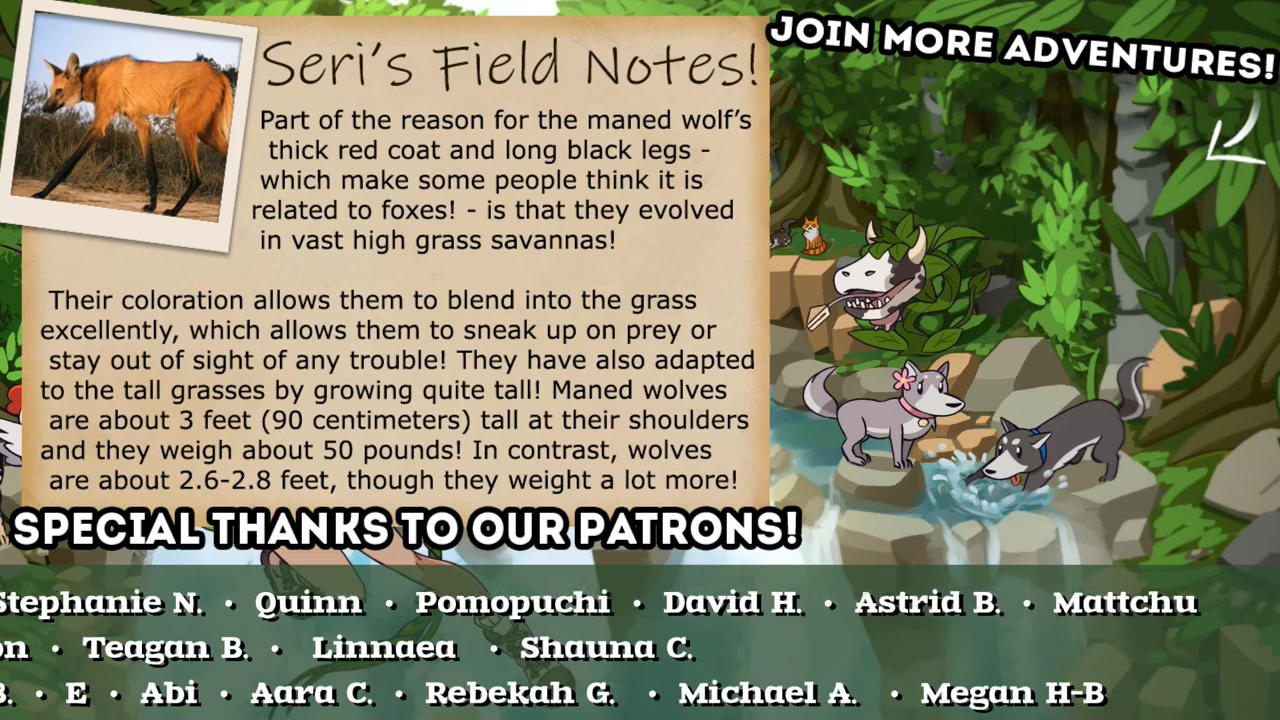 Seri's Field Notes!
JOIN MORE ADVENTURES!
Part of the reason for the maned wolf's
thick red coat and long black legs -
which make some people think it is
related to foxes! - is that they evolved
in vast high grass savannas!
Their coloration allows them to blend into the grass
excellently, which allows them to sneak up on prey or
stay out of sight of any trouble! They have also adapted
to the tall grasses by growing quite tall! Maned wolves
are about 3 feet (90 centimeters) tall at their shoulders
and they weigh about 50 pounds! In contrast, wolves
are about 2.6-2.8 feet, though they weight a lot more!
SPECIAL THANKS TO OUR PATRONS!
Stephanie N. • Quinn • Pomopuchi • David H. • Astrid B. • Mattchu
on • Teagan B. • Linnaea • Shauna C.
B. • E • Abi • Aara C. • Rebekah G. • Michael A. • Megan H-B